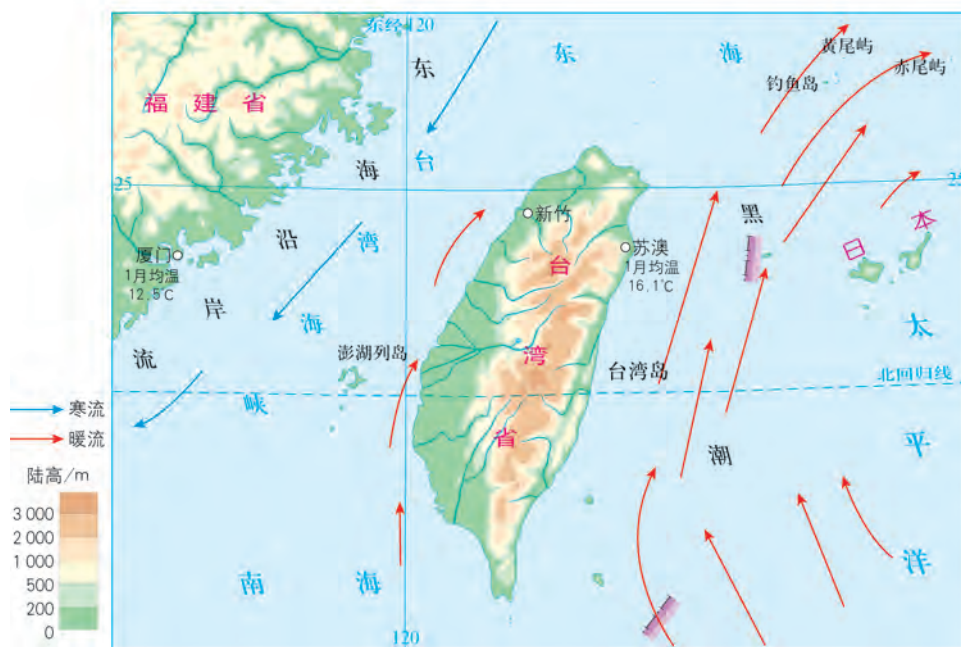 东经120
东海
黄尾屿
赤尾屿
钓鱼岛
福建省
东海沿岸流
台湾海峡
25
25
新竹
黑潮
日本
厦门
1月均温
12.5℃
苏澳
1月均温
16.1℃
台湾省
澎湖列岛
台湾岛
北回归线
太平洋
寒流
暖流
陆高/m
3 000
2 000
1 000
500
200
0
南海
120